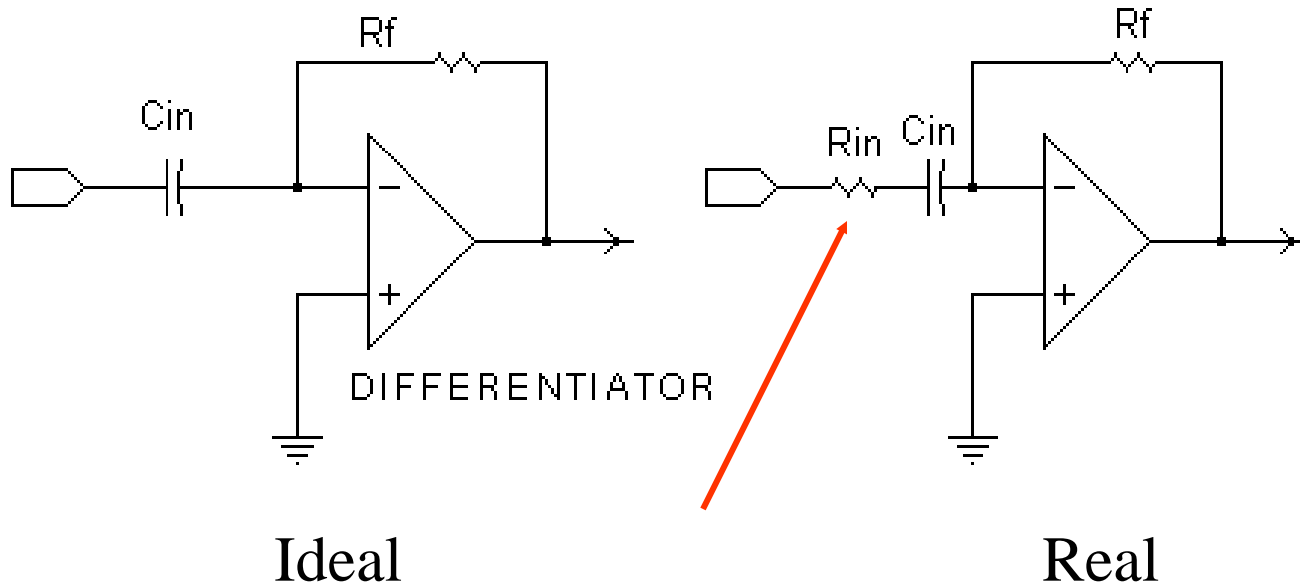 Rf
Cin
−
+
DIFFERENTIATOR
Ideal
Rf
Rin
Cin
−
+
Real